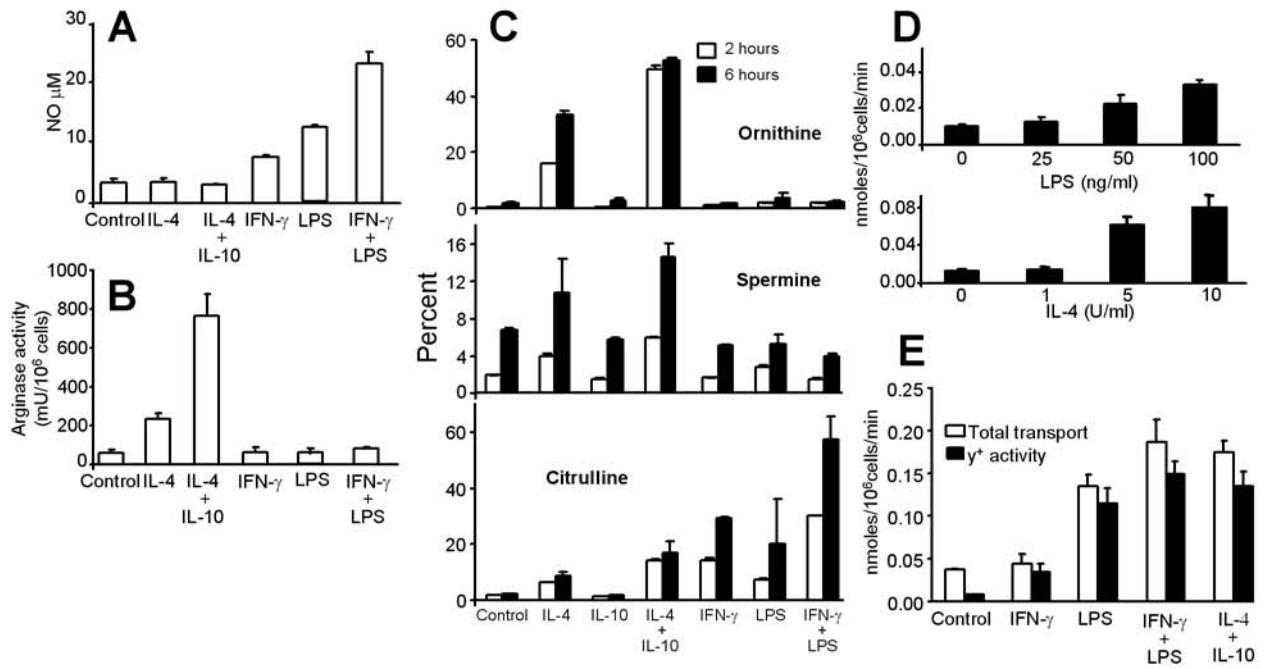 A
NO μM
30
20
10
0
Control IL-4 IL-4 + IL-10 IFN-γ LPS IFN-γ + LPS
B
Arginase activity
(mU/10⁶ cells)
1000
800
600
400
200
0
Control IL-4 IL-4 + IL-10 IFN-γ LPS IFN-γ + LPS
C
Percent
2 hours
6 hours
60
40
20
0
Ornithine
16
12
8
4
0
Spermine
60
40
20
0
Citrulline
Control IL-4 IL-10 IL-4 + IL-10 IFN-γ LPS IFN-γ + LPS
D
nmoles/10⁶cells/min
0.04
0.02
0.00
0 25 50 100
LPS (ng/ml)
0.08
0.04
0.00
0 1 5 10
IL-4 (U/ml)
E
nmoles/10⁶cells/min
0.25
0.20
0.15
0.10
0.05
0.00
Total transport
y⁺ activity
Control IFN-γ LPS IFN-γ + LPS IL-4 + IL-10